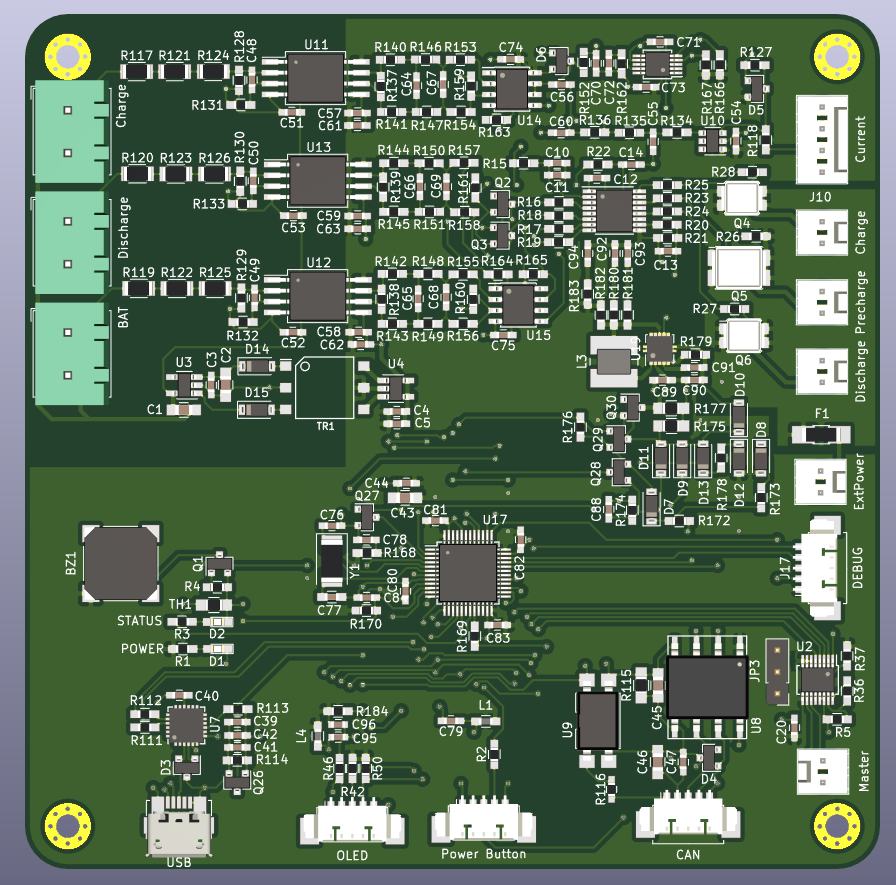 R117 R121 R124 R128 C48 U11
R140 R146 R153 C74 D6
C71 R127
R131 C51 C57 C61
R137 C64 C67 R159
R141 R147 R154 R163 U14
C56 R152 C70 C72 R162 C73
R167 R166 D5
C60 R136 R135 C55 R134 U10 C54 R118
Charge
Current
R120 R123 R126 R130 C50 U13
R144 R150 R157 R15 C10
R22 C14 R28 J10
R133 C53 C59 C63
R139 C66 C69 R161
R145 R151 R158
Q2 C11 C12
R16
R18
R17
R19
Q3
R25
R23
R24
R20
R21
C13
Q4
Charge
Discharge
R119 R122 R125 R129 C49 U12
R142 R148 R155 R164 R165
C94 C92 C93 R26
R132 C52 C58 C62
R138 C65 C68 R160
R143 R149 R156 C75 U15
R183 R182 R180 R181
Q5
R27
Q6
Precharge
BAT
U3 C3 C2 D14 D15 C1
TR1
U4
C4
C5
L3
R179
C91
C89 C90
Discharge
R176 Q30 Q29 Q28
R177
R175
D10 D8 F1
D11 D9 D13 R178 D12 R173
ExtPower
C44
C43
Q27
C76 C81 U17
C78
R168
C88 R174 D7 R172
BZ1
Q1
R4
TH1
Y1
C77 C80
R170
C82
J17
DEBUG
STATUS R3 D2
POWER R1 D1
R169 C83
U2 R37
R36
R5
JP3
U8
C20
R112
R111
C40
U7
R113
C39
C42
C41
R114
D3
Q26
USB
L4
R184
C96
C95
R46 R50
R42
OLED
L1
C79
R2
Power Button
U9
R115
C45
R116
C46 C47 D4
CAN
Master